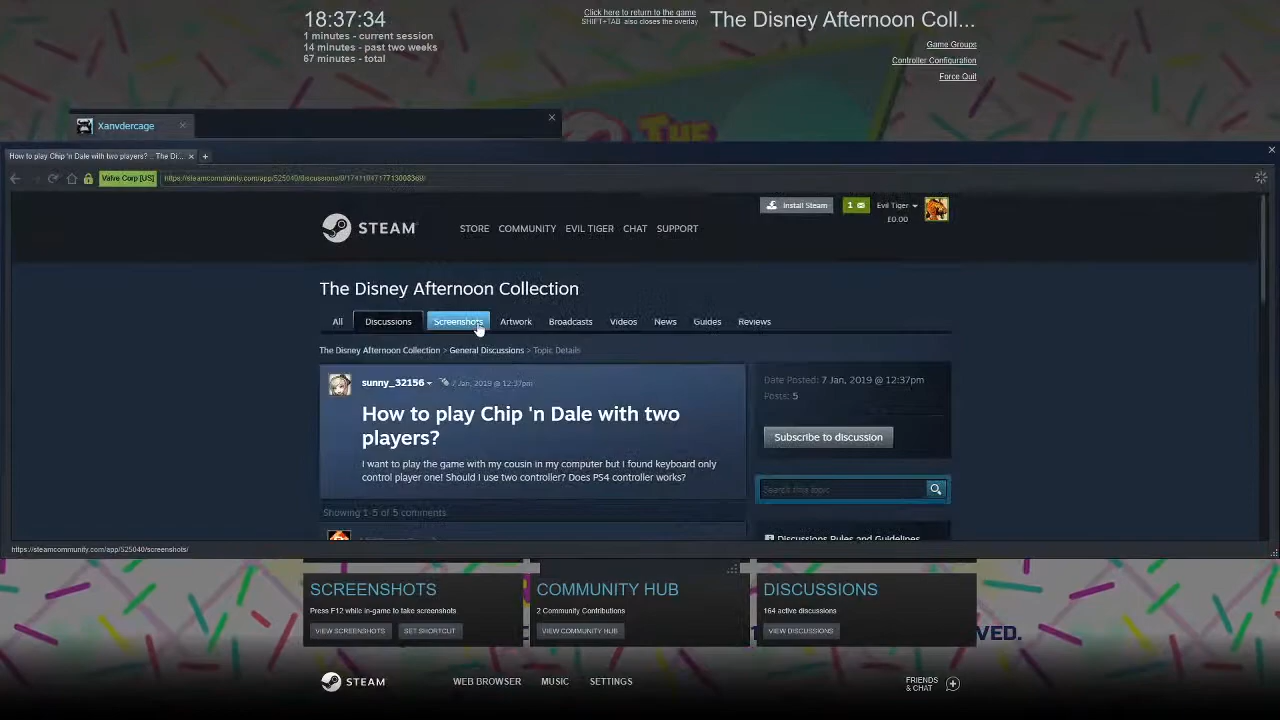 18:37:34
1 minutes - current session
14 minutes - past two weeks
67 minutes - total
Click here to return to the game
SHIFT+TAB also closes the overlay
The Disney Afternoon Coll...
Game Groups
Controller Configuration
Force Quit
THE
Xanvdercage
How to play Chip 'n Dale with two players? :: The Di...
Valve Corp [US]
Install Steam
1
Evil Tiger
£0.00
STEAM
STORE COMMUNITY EVIL TIGER CHAT SUPPORT
The Disney Afternoon Collection
All Discussions Screenshots Artwork Broadcasts Videos News Guides Reviews
The Disney Afternoon Collection > General Discussions > Topic Details
sunny_32156 7 Jan, 2019 @ 12:37pm
How to play Chip 'n Dale with two
players?
I want to play the game with my cousin in my computer but I found keyboard only
control player one! Should I use two controller? Does PS4 controller works?
Date Posted: 7 Jan, 2019 @ 12:37pm
Posts: 5
Subscribe to discussion
Search this topic
Showing 1-5 of 5 comments
Discussions Rules and Guidelines
https://steamcommunity.com/app/525040/screenshots/
SCREENSHOTS
Press F12 while in-game to take screenshots
VIEW SCREENSHOTS SET SHORTCUT
COMMUNITY HUB
2 Community Contributions
VIEW COMMUNITY HUB
DISCUSSIONS
164 active discussions
VIEW DISCUSSIONS
VED.
STEAM
WEB BROWSER MUSIC SETTINGS
FRIENDS
& CHAT